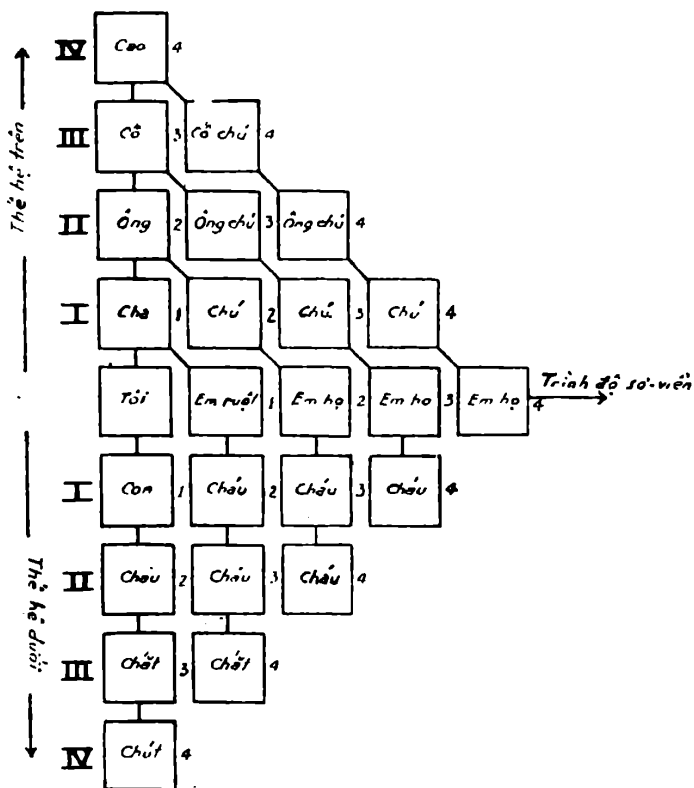 IV Cao 4
III Cố 3 Cố chú 4
II Ông 2 Ông chú 3 Ông chú 4
I Cha 1 Chú 2 Chú 3 Chú 4
Tôi Em ruột 1 Em họ 2 Em họ 3 Em họ 4
Trình độ sơ-viễn
I Con 1 Cháu 2 Cháu 3 Cháu 4
II Cháu 2 Cháu 3 Cháu 4
III Chắt 3 Chắt 4
IV Chút 4
Thế hệ trên
Thế hệ dưới